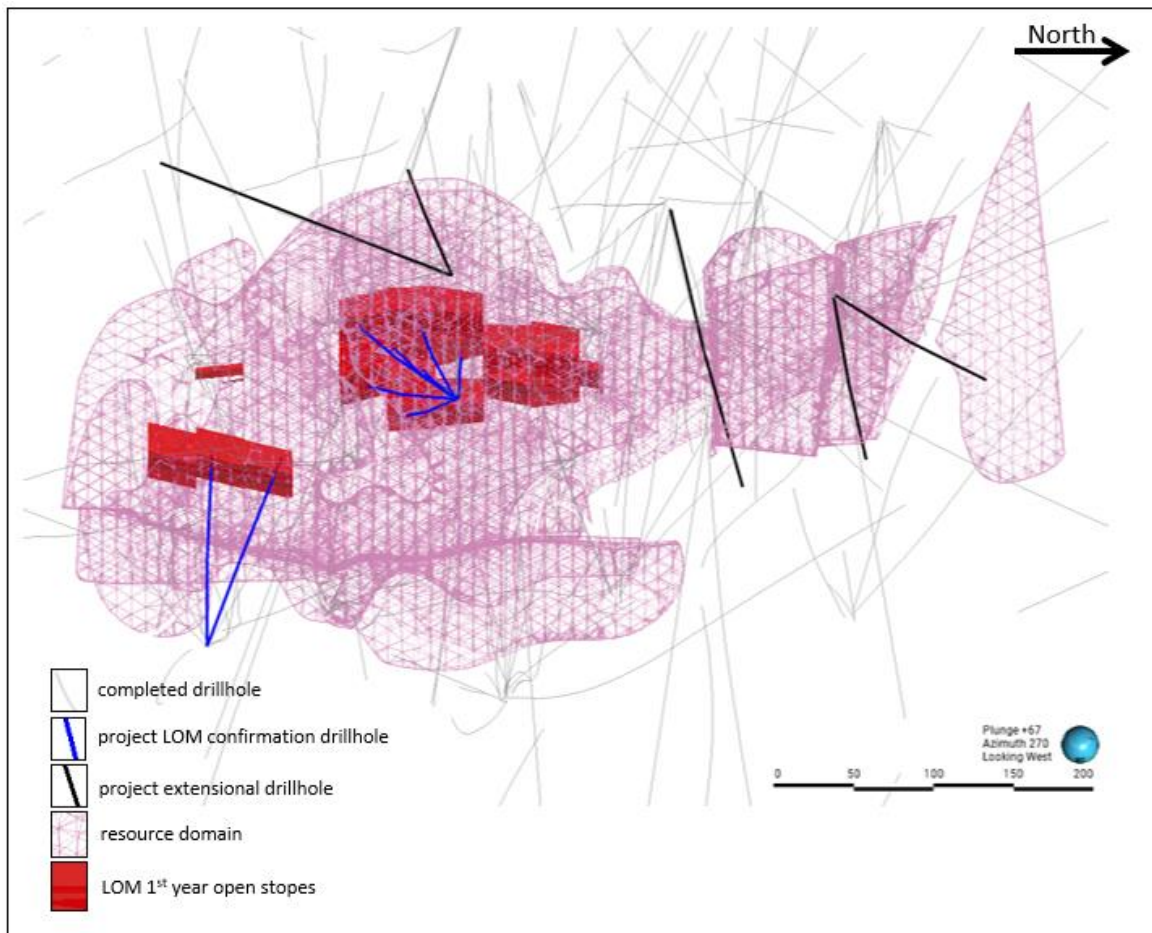 North
completed drillhole
project LOM confirmation drillhole
project extensional drillhole
resource domain
LOM 1st year open stopes
Plunge +67
Azimuth 270
Looking West
0 50 100 150 200